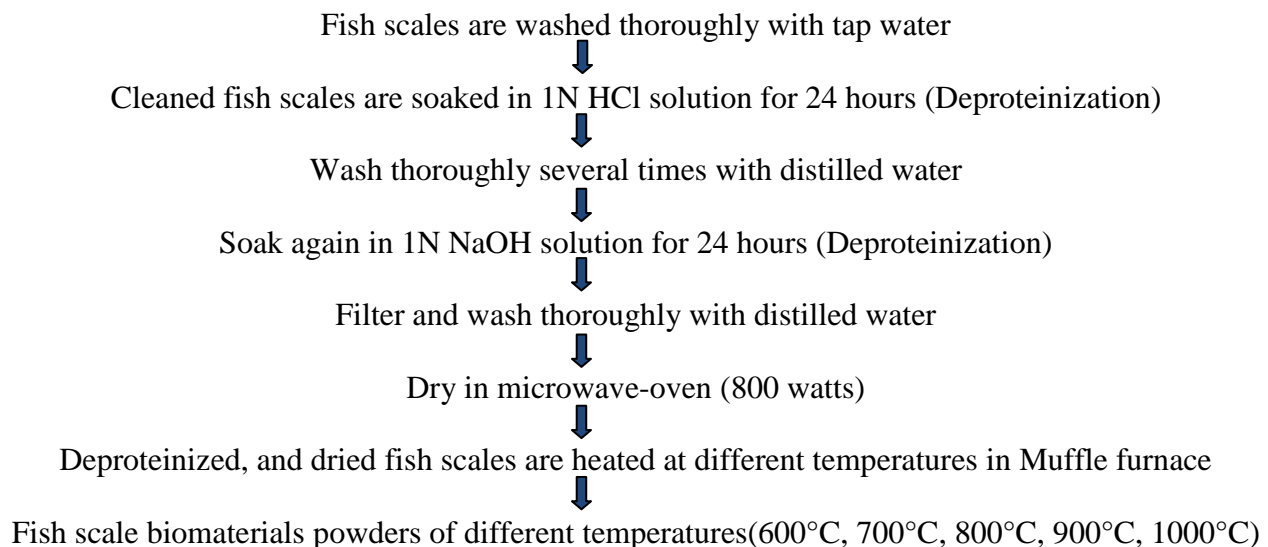 Fish scales are washed thoroughly with tap water
Cleaned fish scales are soaked in 1N HCl solution for 24 hours (Deproteinization)
Wash thoroughly several times with distilled water
Soak again in 1N NaOH solution for 24 hours (Deproteinization)
Filter and wash thoroughly with distilled water
Dry in microwave-oven (800 watts)
Deproteinized, and dried fish scales are heated at different temperatures in Muffle furnace
Fish scale biomaterials powders of different temperatures(600°C, 700°C, 800°C, 900°C, 1000°C)